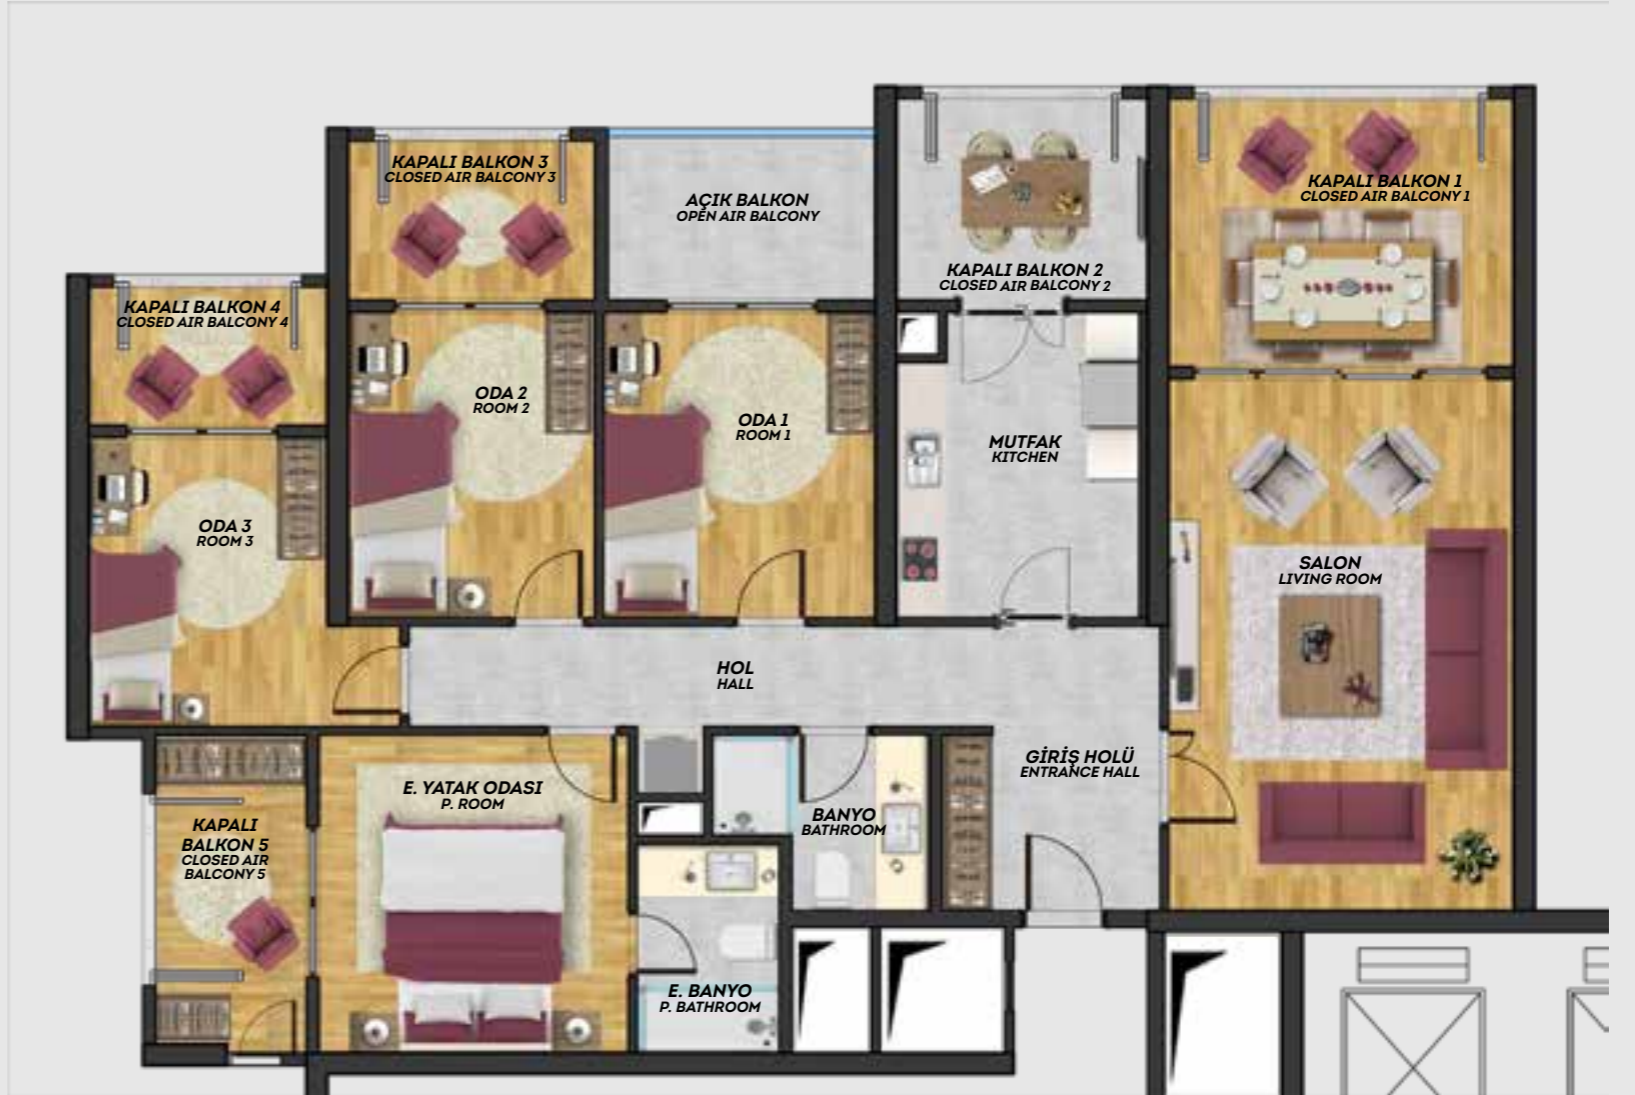 KAPALI BALKON 3
CLOSED AIR BALCONY 3
AÇIK BALKON
OPEN AIR BALCONY
KAPALI BALKON 1
CLOSED AIR BALCONY 1
KAPALI BALKON 2
CLOSED AIR BALCONY 2
KAPALI BALKON 4
CLOSED AIR BALCONY 4
ODA 2
ROOM 2
ODA 1
ROOM 1
MUTFAK
KITCHEN
ODA 3
ROOM 3
SALON
LIVING ROOM
HOL
HALL
GİRİŞ HOLÜ
ENTRANCE HALL
E. YATAK ODASI
P. ROOM
BANYO
BATHROOM
KAPALI
BALKON 5
CLOSED AIR
BALCONY 5
E. BANYO
P. BATHROOM